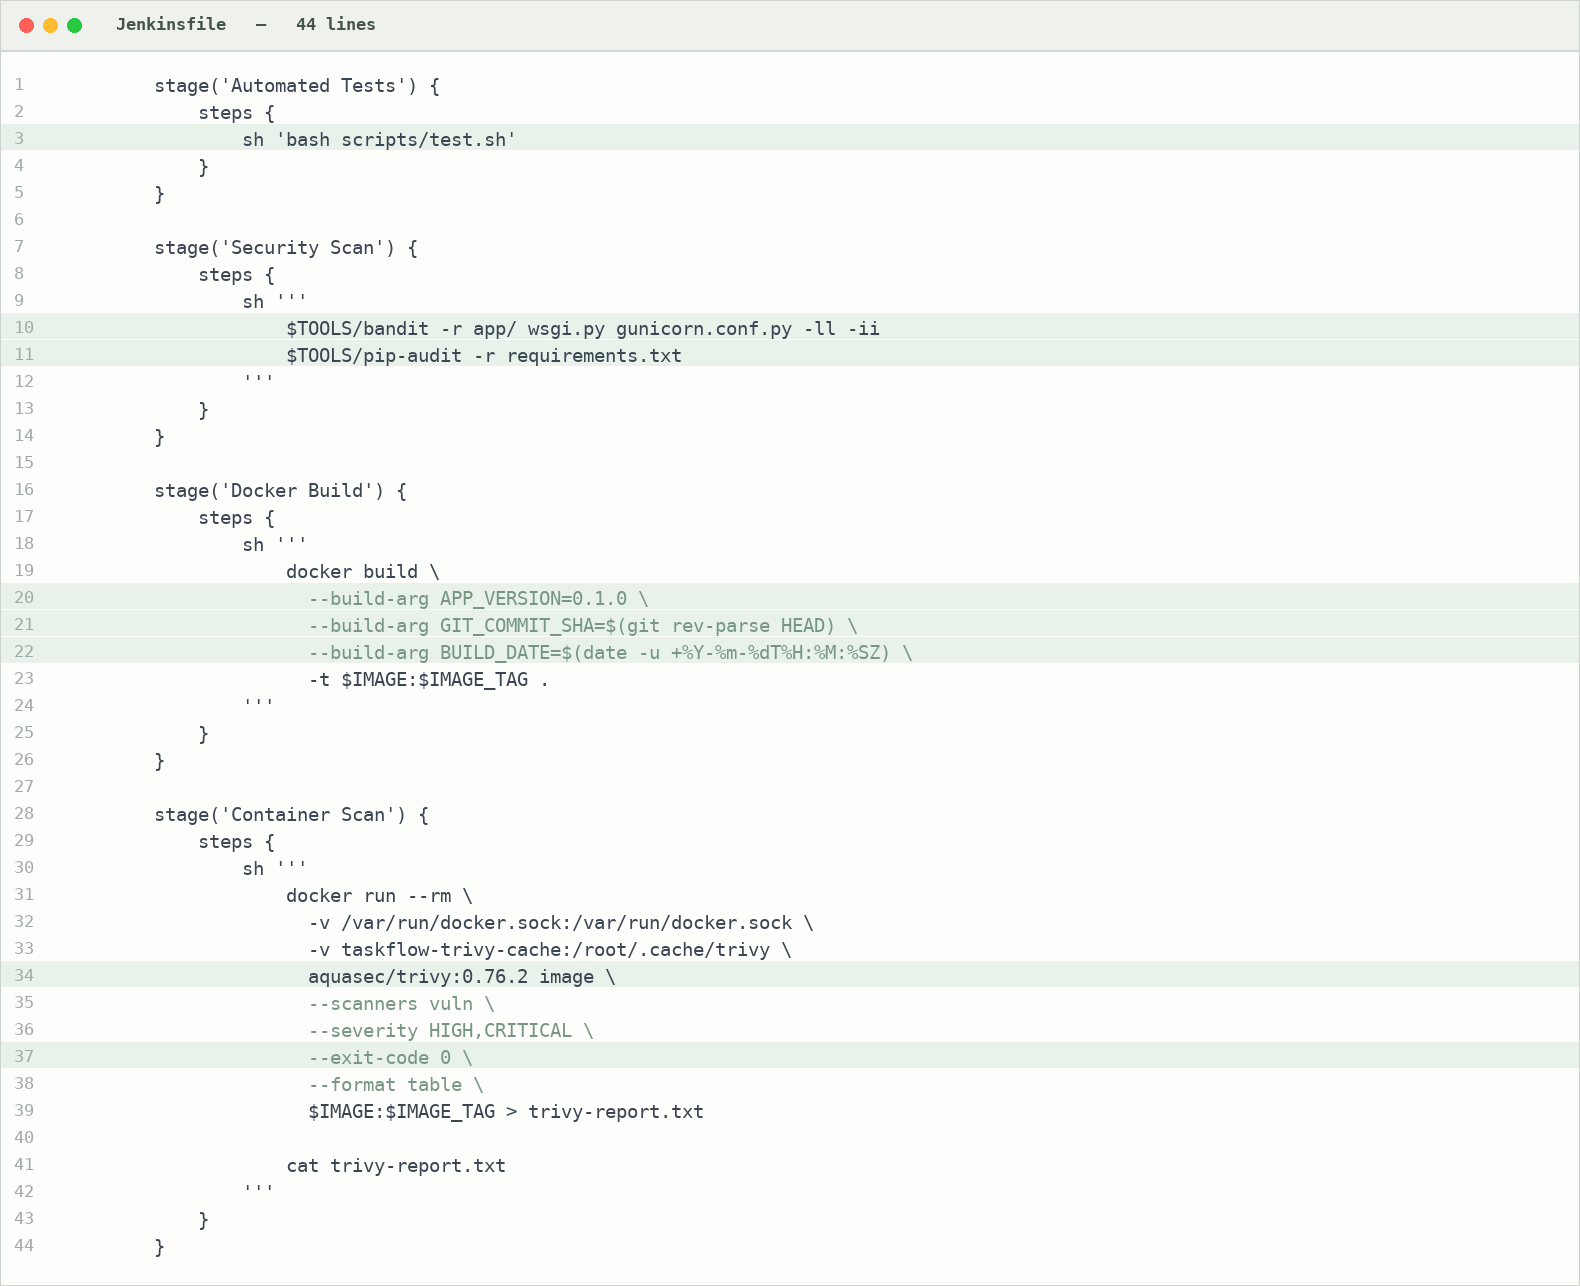 Jenkinsfile — 44 lines
1 stage('Automated Tests') {
2 steps {
3 sh 'bash scripts/test.sh'
4 }
5 }
6
7 stage('Security Scan') {
8 steps {
9 sh '''
10 $TOOLS/bandit -r app/ wsgi.py gunicorn.conf.py -ll -ii
11 $TOOLS/pip-audit -r requirements.txt
12 '''
13 }
14 }
15
16 stage('Docker Build') {
17 steps {
18 sh '''
19 docker build \
20 --build-arg APP_VERSION=0.1.0 \
21 --build-arg GIT_COMMIT_SHA=$(git rev-parse HEAD) \
22 --build-arg BUILD_DATE=$(date -u +%Y-%m-%dT%H:%M:%SZ) \
23 -t $IMAGE:$IMAGE_TAG .
24 '''
25 }
26 }
27
28 stage('Container Scan') {
29 steps {
30 sh '''
31 docker run --rm \
32 -v /var/run/docker.sock:/var/run/docker.sock \
33 -v taskflow-trivy-cache:/root/.cache/trivy \
34 aquasec/trivy:0.76.2 image \
35 --scanners vuln \
36 --severity HIGH,CRITICAL \
37 --exit-code 0 \
38 --format table \
39 $IMAGE:$IMAGE_TAG > trivy-report.txt
40
41 cat trivy-report.txt
42 '''
43 }
44 }